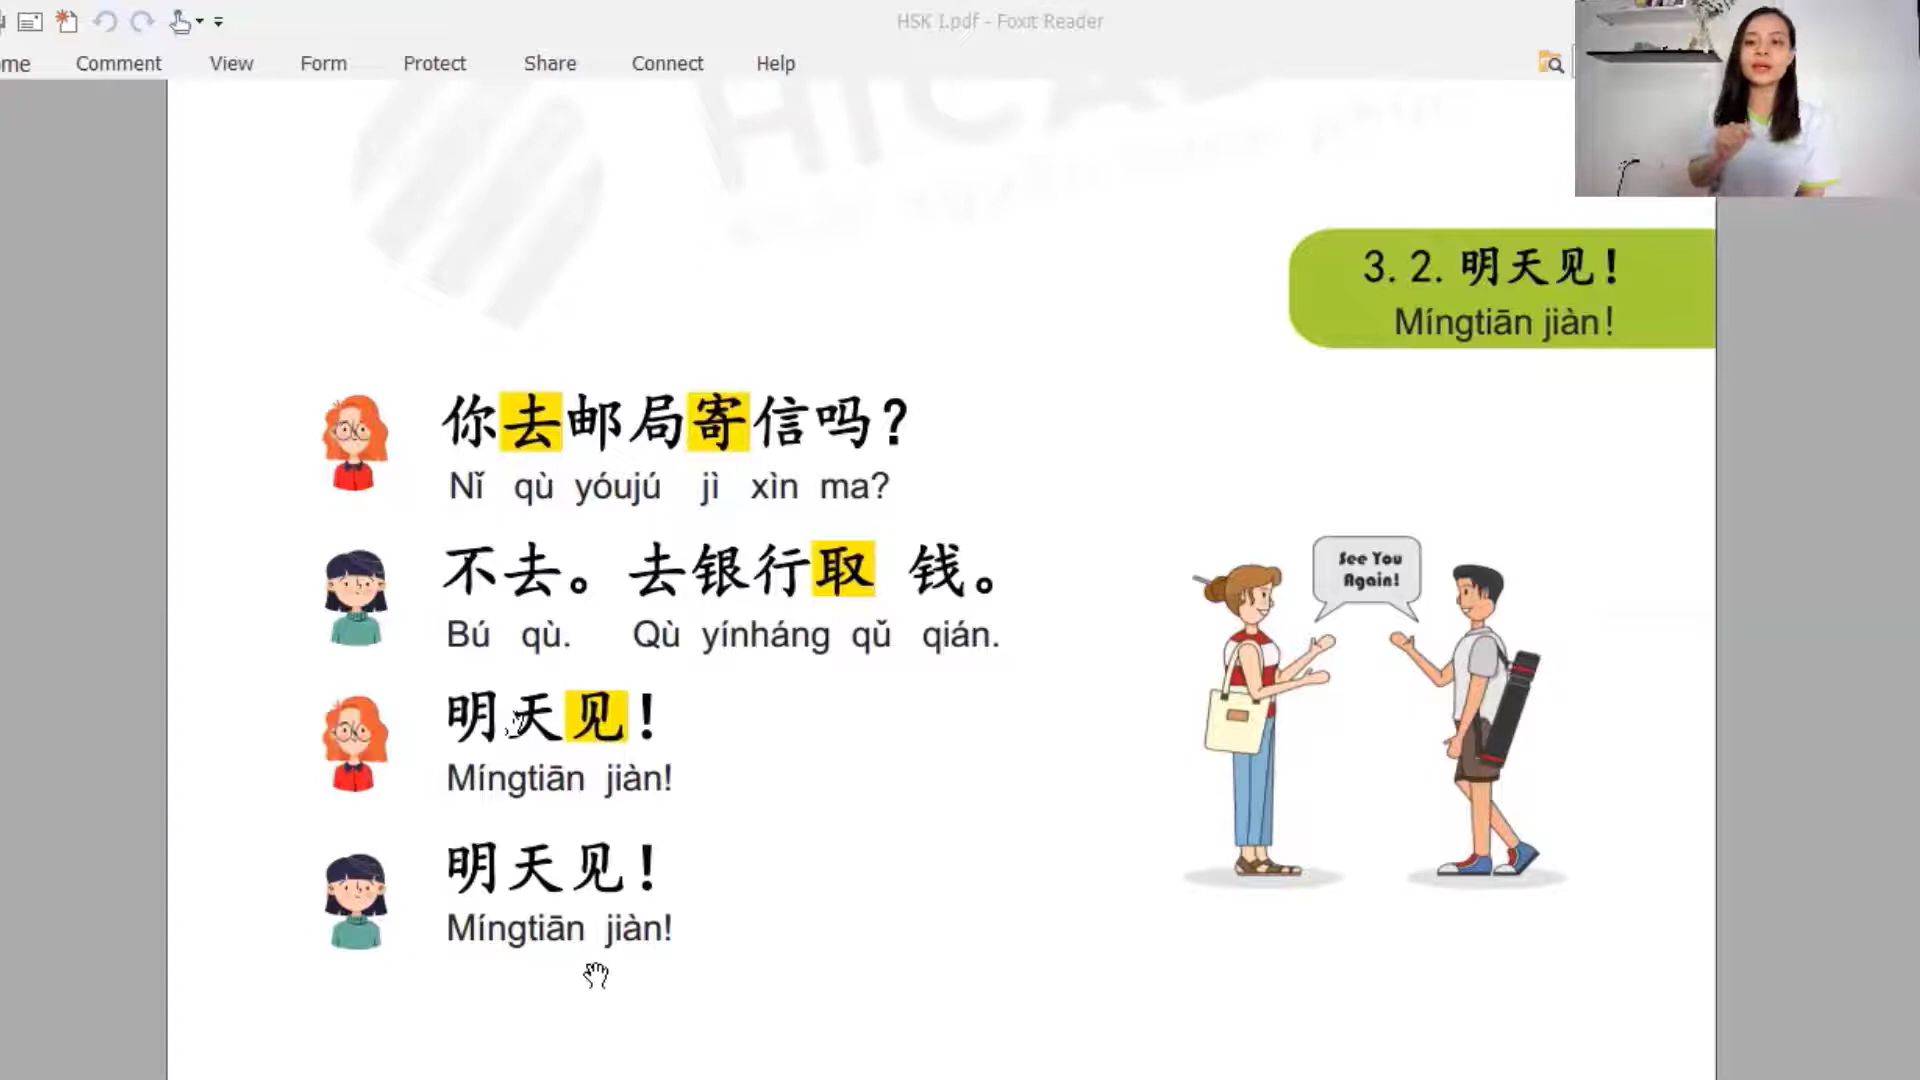 HSK 1.pdf - Foxit Reader
Comment View Form Protect Share Connect Help
3. 2. 明天见!
Míngtiān jiàn!
你去邮局寄信吗?
Nǐ qù yóujú jì xìn ma?
不去。去银行取 钱。
Bú qù. Qù yínháng qǔ qián.
明天见!
Míngtiān jiàn!
明天见!
Míngtiān jiàn!
See You
Again!